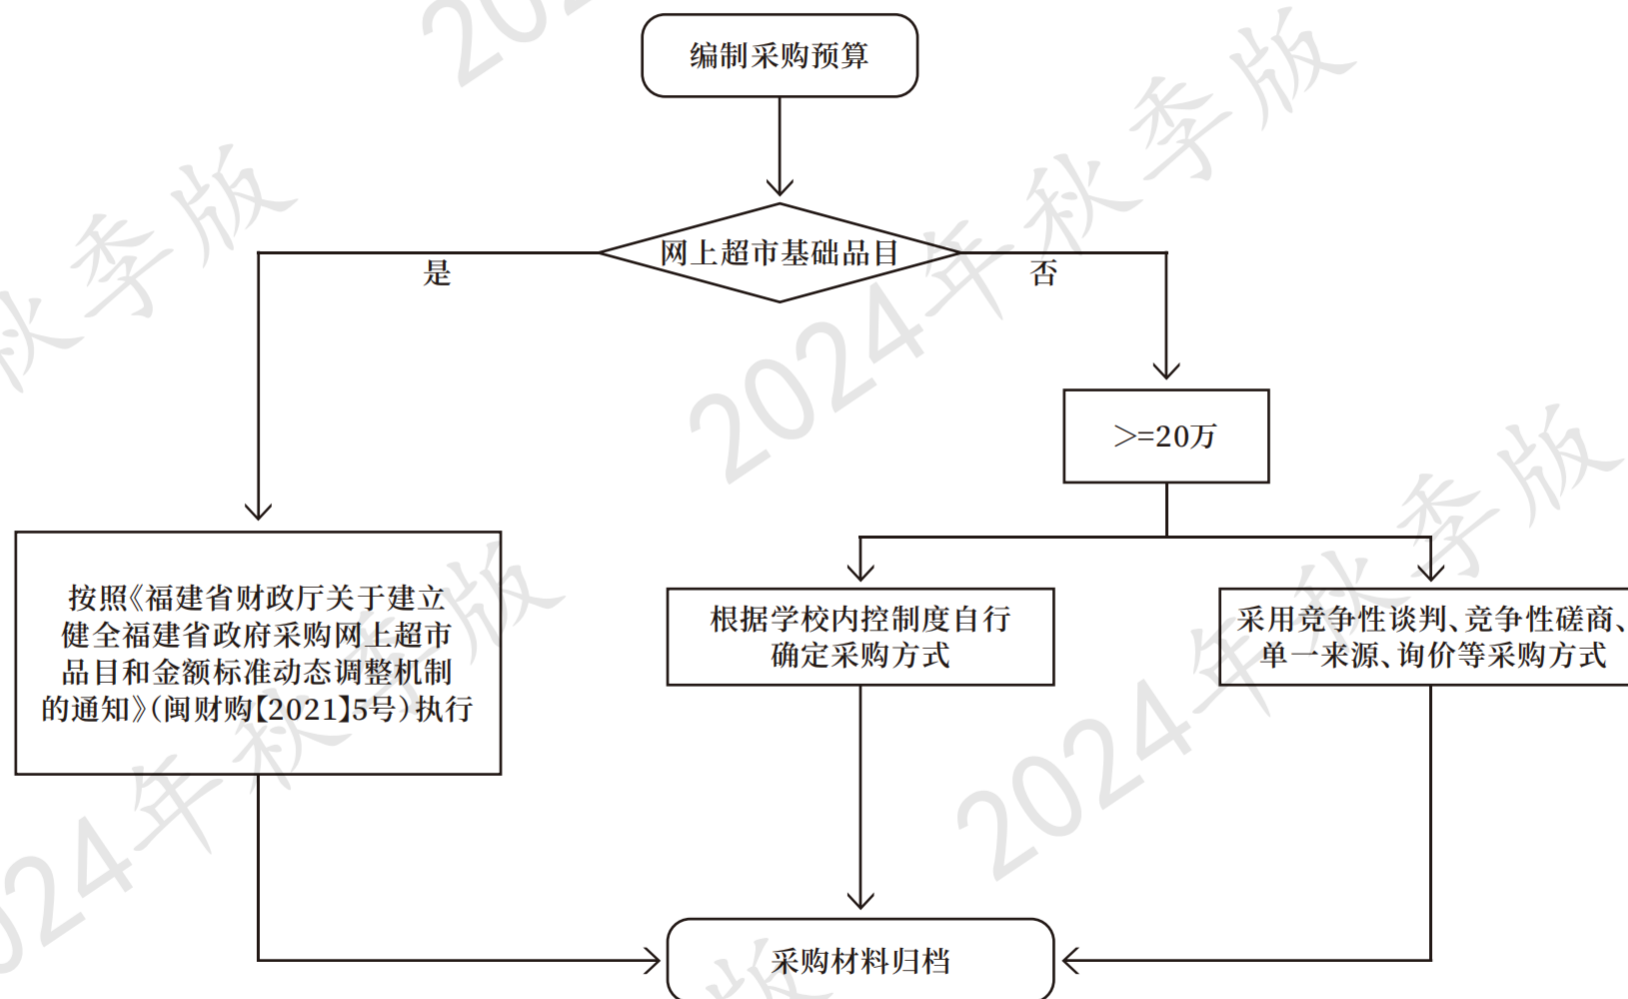 编制采购预算
网上超市基础品目
是
否
>=20万
按照《福建省财政厅关于建立
健全福建省政府采购网上超市
品目和金额标准动态调整机制
的通知》（闽财购【2021】5号）执行
根据学校内控制度自行
确定采购方式
采用竞争性谈判、竞争性磋商、
单一来源、询价等采购方式
采购材料归档
2024年秋季版
2024年秋季版
2024年秋季版
秋季版
20
版